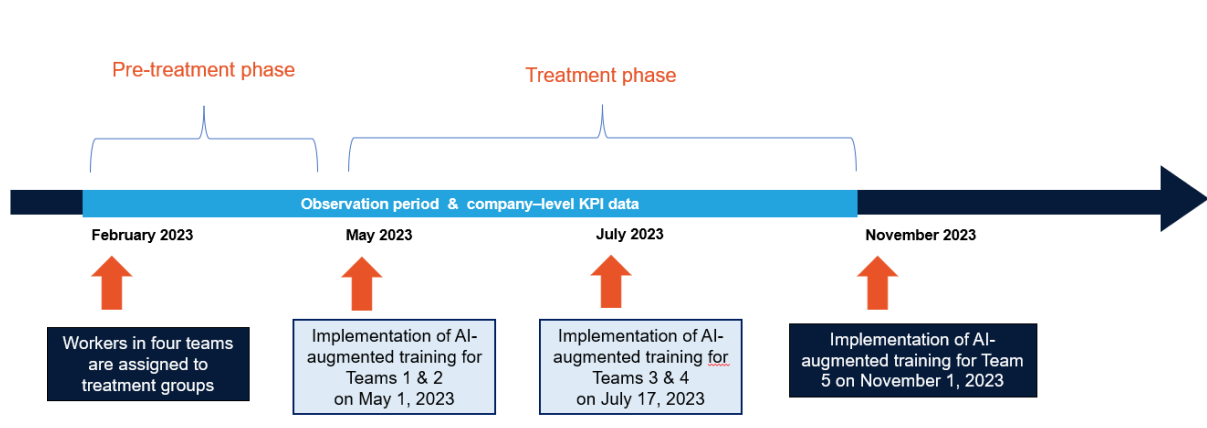 Pre-treatment phase
Treatment phase
Observation period & company–level KPI data
February 2023
May 2023
July 2023
November 2023
Workers in four teams
are assigned to
treatment groups
Implementation of AI-
augmented training for
Teams 1 & 2
on May 1, 2023
Implementation of AI-
augmented training for
Teams 3 & 4
on July 17, 2023
Implementation of AI-
augmented training for Team
5 on November 1, 2023